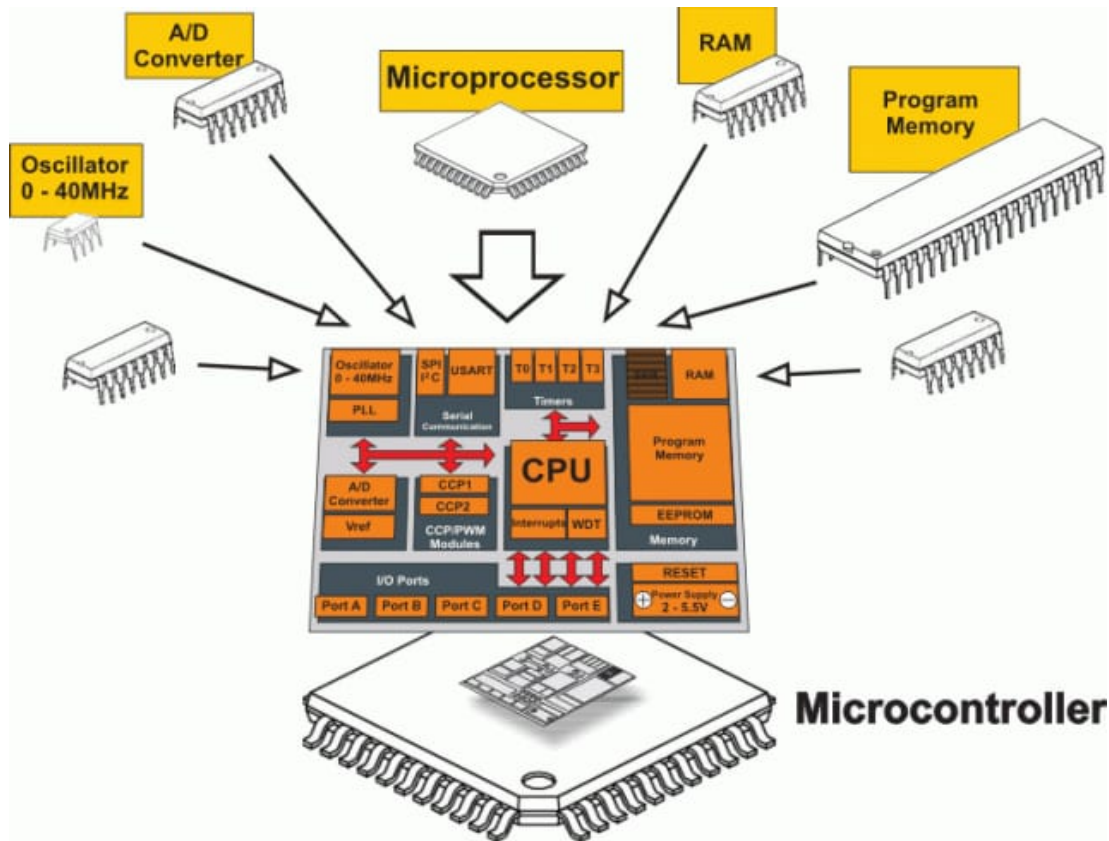 A/D
Converter
Microprocessor
RAM
Program
Memory
Oscillator
0 - 40MHz
Oscillator
0 - 40MHz
PLL
SPI
I²C
USART
Serial
Communication
T0
T1
T2
T3
Timers
RAM
Program
Memory
EEPROM
Memory
A/D
Converter
Vref
CCP1
CCP2
CCP/PWM
Modules
CPU
Interrupts
WDT
I/O Ports
Port A
Port B
Port C
Port D
Port E
RESET
Power Supply
2 - 5.5V
Microcontroller